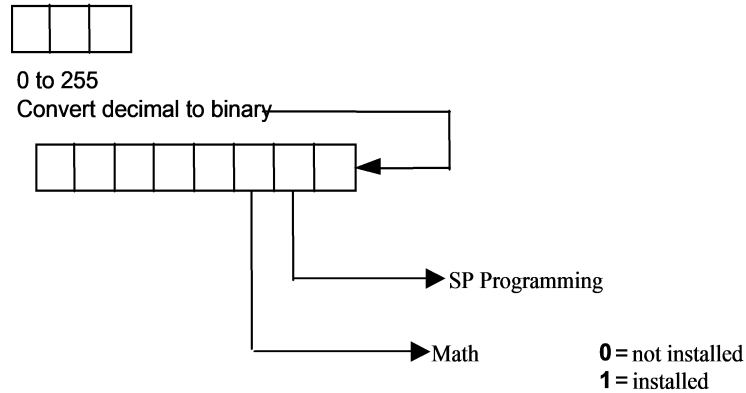 0 to 255
Convert decimal to binary
SP Programming
Math
0 = not installed
1 = installed